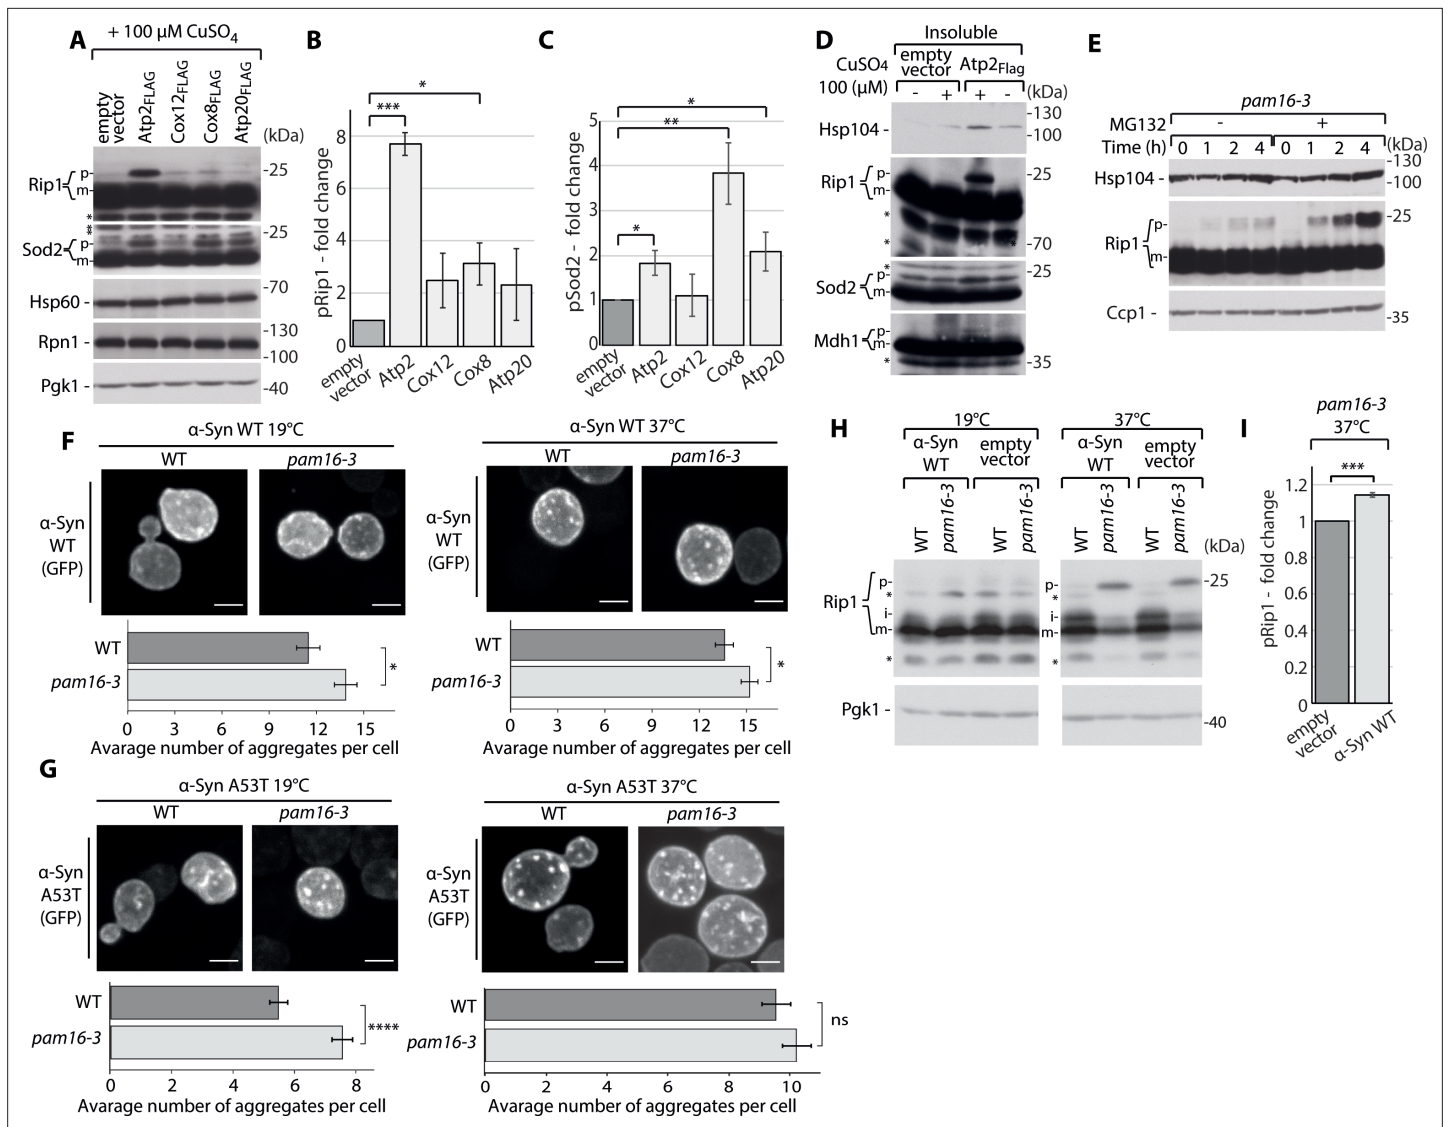 A
+ 100 µM CuSO4
empty vector
Atp2FLAG
Cox12FLAG
Cox8FLAG
Atp20FLAG
(kDa)
Rip1
p-
m-
*
-25
*
*
Sod2
p-
m-
-25
Hsp60 -
-70
Rpn1 -
-130
-100
Pgk1 -
-40
B
pRip1 - fold change
8
6
4
2
0
***
*
empty vector
Atp2
Cox12
Cox8
Atp20
C
pSod2 - fold change
5
4
3
2
1
0
*
**
*
empty vector
Atp2
Cox12
Cox8
Atp20
D
Insoluble
CuSO4
100 (µM)
empty vector
Atp2Flag
- + + -
(kDa)
Hsp104 -
-130
-100
Rip1
p-
m-
*
*
*
-25
-70
Sod2
*
p-
m-
-25
Mdh1
p-
m-
*
-35
E
pam16-3
MG132 - +
Time (h) 0 1 2 4 0 1 2 4
(kDa)
-130
Hsp104 -
-100
Rip1
p-
m-
-25
Ccp1 -
-35
F
α-Syn WT 19°C
WT pam16-3
α-Syn
WT
(GFP)
WT
pam16-3
*
0 3 6 9 12 15
Avarage number of aggregates per cell
α-Syn WT 37°C
WT pam16-3
α-Syn
WT
(GFP)
WT
pam16-3
*
0 3 6 9 12 15
Avarage number of aggregates per cell
G
α-Syn A53T 19°C
WT pam16-3
α-Syn
A53T
(GFP)
WT
pam16-3
****
0 2 4 6 8
Avarage number of aggregates per cell
α-Syn A53T 37°C
WT pam16-3
α-Syn
A53T
(GFP)
WT
pam16-3
ns
0 2 4 6 8 10
Avarage number of aggregates per cell
H
19°C 37°C
α-Syn WT
empty vector
α-Syn WT
empty vector
WT
pam16-3
WT
pam16-3
WT
pam16-3
WT
pam16-3
(kDa)
Rip1
p-
*
i-
m-
*
p-
*
i-
m-
*
-25
Pgk1 -
-40
I
pam16-3
37°C
***
pRip1 - fold change
1.2
1
0.8
0.6
0.4
0.2
0
empty vector
α-Syn WT